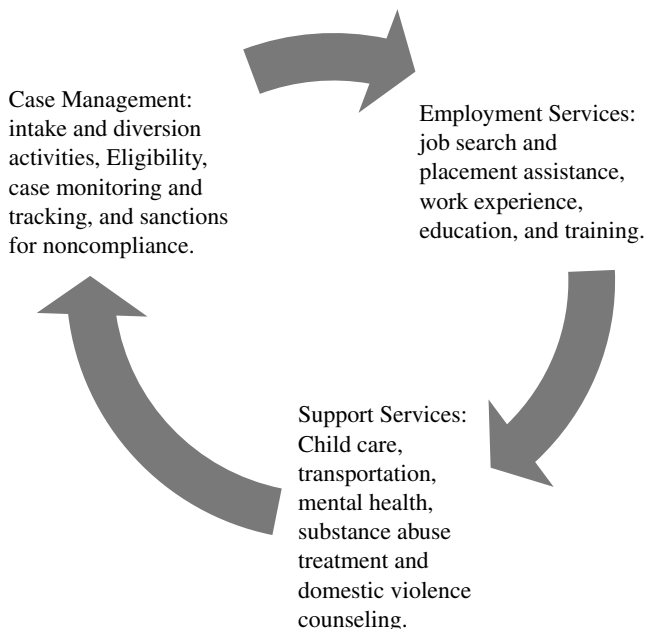 Case Management:
intake and diversion
activities, Eligibility,
case monitoring and
tracking, and sanctions
for noncompliance.
Employment Services:
job search and
placement assistance,
work experience,
education, and training.
Support Services:
Child care,
transportation,
mental health,
substance abuse
treatment and
domestic violence
counseling.